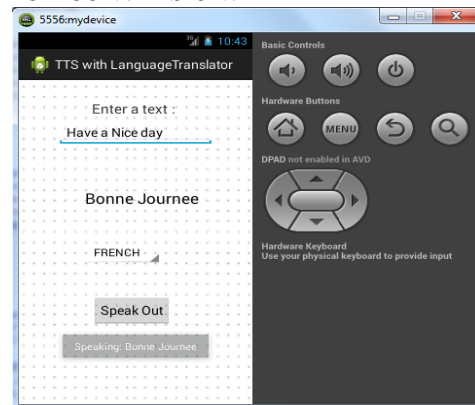 5556:mydevice
3G 10:43
TTS with LanguageTranslator
Enter a text :
Have a Nice day
Bonne Journee
FRENCH
Speak Out
Speaking: Bonne Journee
Basic Controls
Hardware Buttons
MENU
DPAD not enabled in AVD
Hardware Keyboard
Use your physical keyboard to provide input